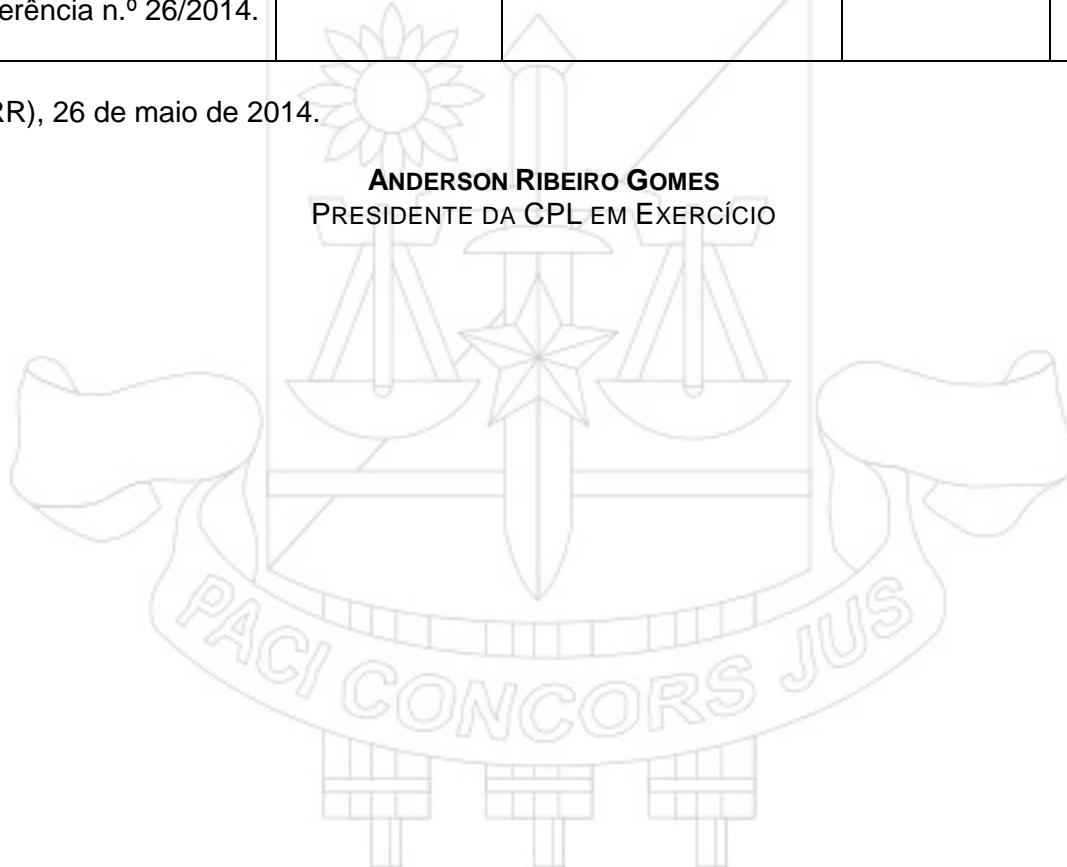 erência n.º 26/2014.
RR), 26 de maio de 2014.
ANDERSON RIBEIRO GOMES
PRESIDENTE DA CPL EM EXERCÍCIO
PACI CONCORS JUS